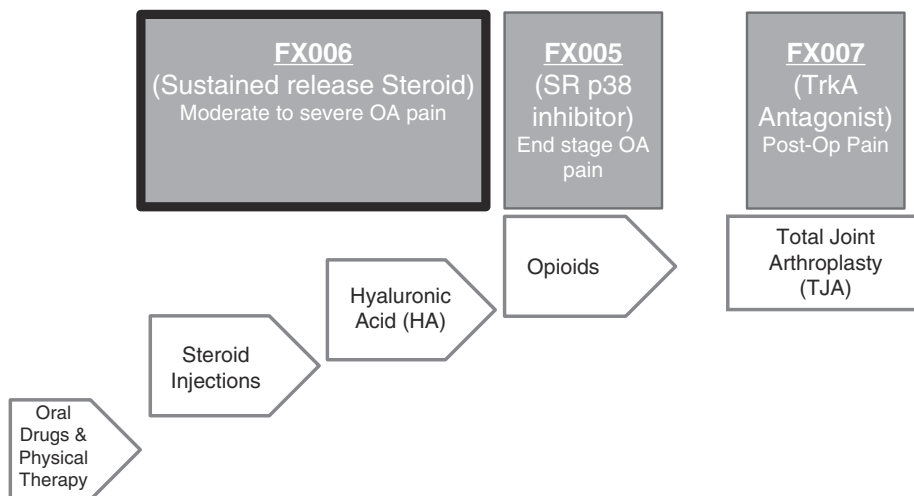 FX006
(Sustained release Steroid)
Moderate to severe OA pain
FX005
(SR p38
inhibitor)
End stage OA
pain
FX007
(TrkA
Antagonist)
Post-Op Pain
Oral
Drugs &
Physical
Therapy
Steroid
Injections
Hyaluronic
Acid (HA)
Opioids
Total Joint
Arthroplasty
(TJA)